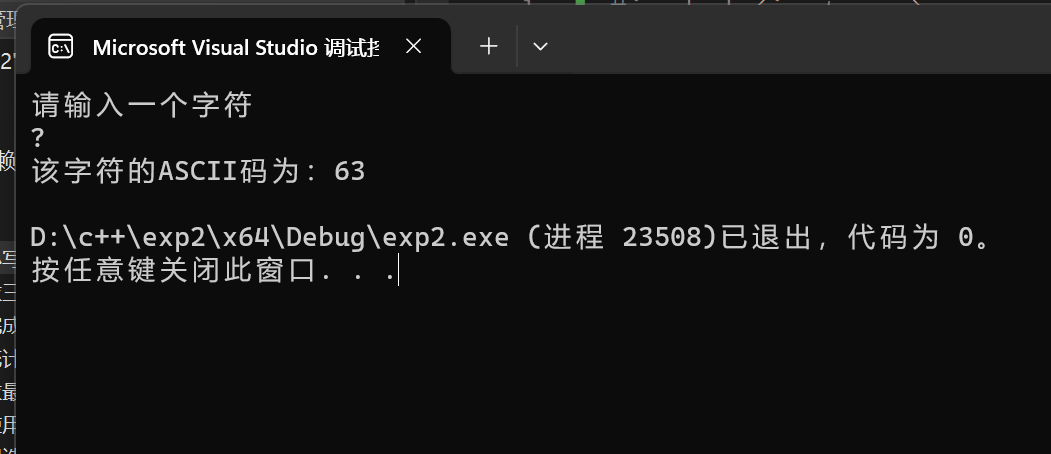 Microsoft Visual Studio 调试控
请输入一个字符
?
该字符的ASCII码为: 63
D:\c++\exp2\x64\Debug\exp2.exe (进程 23508)已退出，代码为 0。
按任意键关闭此窗口. . .